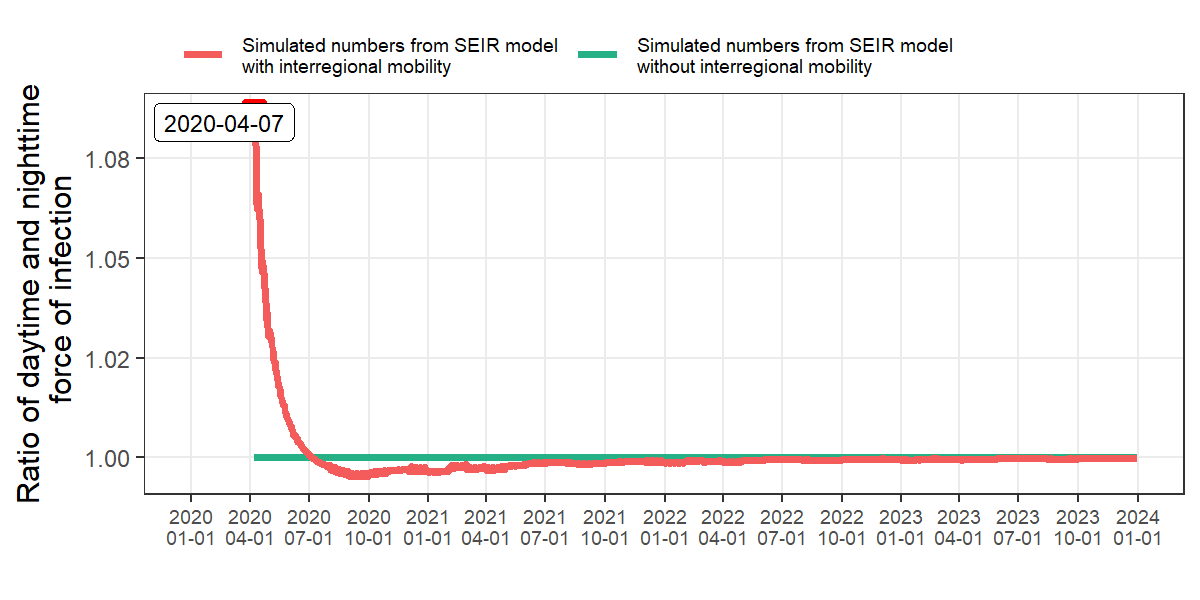 Simulated numbers from SEIR model
with interregional mobility
Simulated numbers from SEIR model
without interregional mobility
Ratio of daytime and nighttime
force of infection
2020-04-07
1.08
1.05
1.02
1.00
2020 2020 2020 2020 2021 2021 2021 2021 2022 2022 2022 2022 2023 2023 2023 2023 2024
01-01 04-01 07-01 10-01 01-01 04-01 07-01 10-01 01-01 04-01 07-01 10-01 01-01 04-01 07-01 10-01 01-01